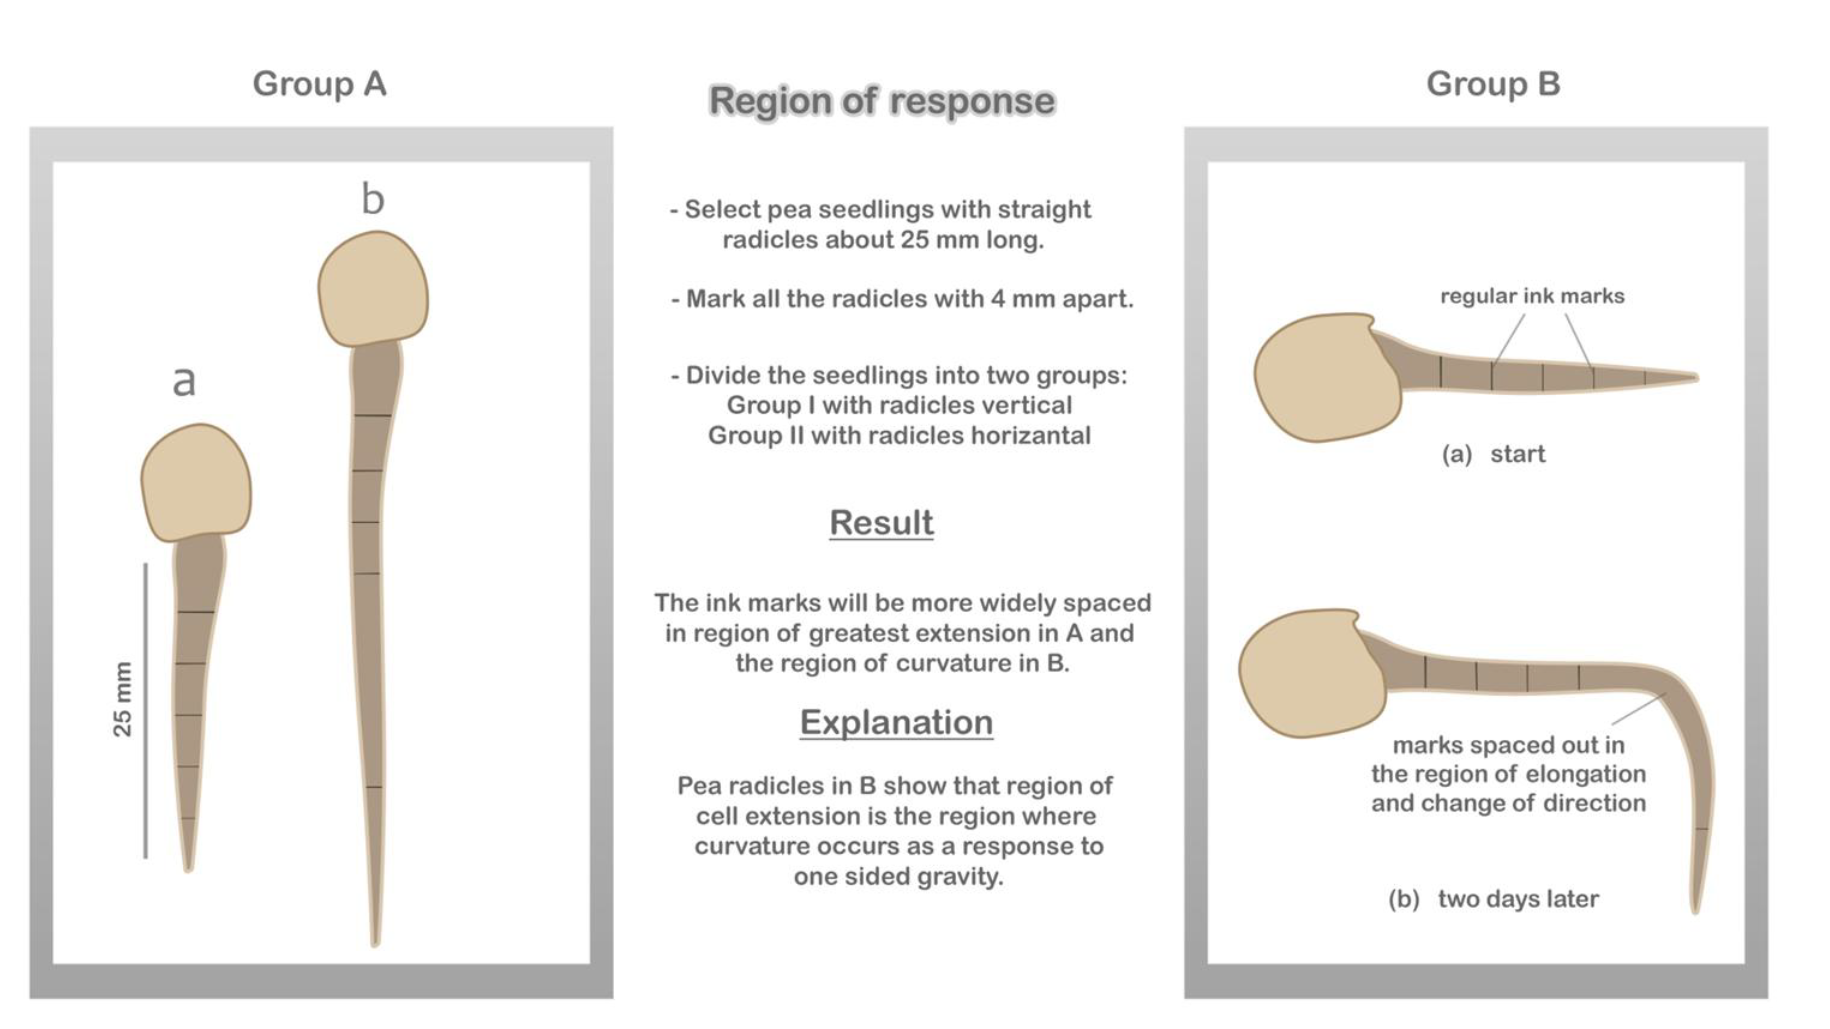 Group A
Region of response
Group B
a
b
25 mm
- Select pea seedlings with straight
radicles about 25 mm long.
- Mark all the radicles with 4 mm apart.
- Divide the seedlings into two groups:
Group I with radicles vertical
Group II with radicles horizantal
Result
The ink marks will be more widely spaced
in region of greatest extension in A and
the region of curvature in B.
Explanation
Pea radicles in B show that region of
cell extension is the region where
curvature occurs as a response to
one sided gravity.
regular ink marks
(a) start
marks spaced out in
the region of elongation
and change of direction
(b) two days later